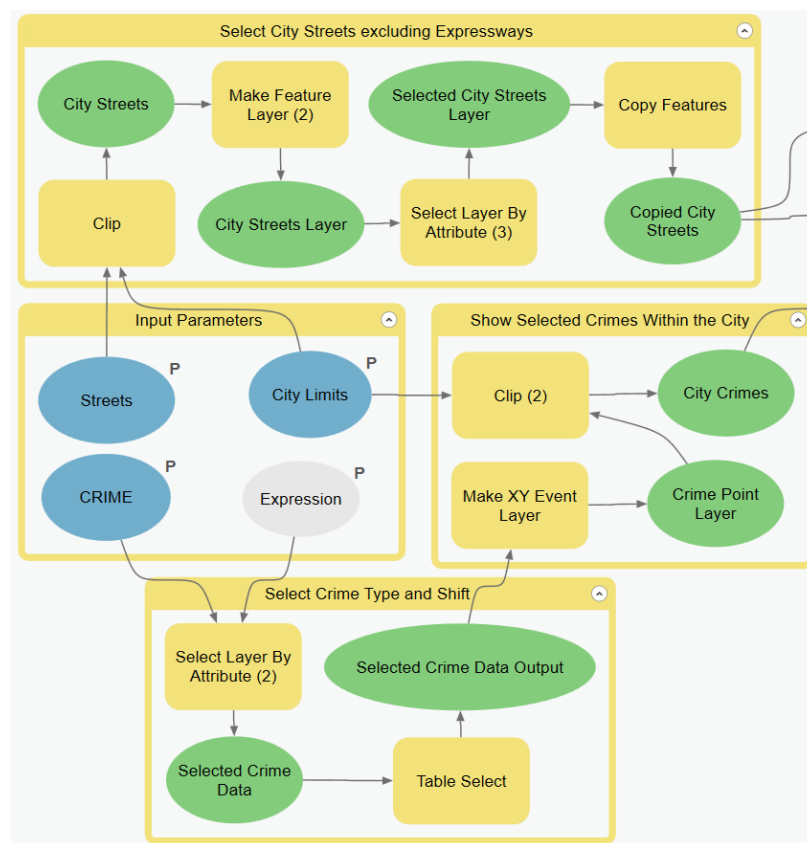 Select City Streets excluding Expressways
City Streets
Make Feature
Layer (2)
Selected City Streets
Layer
Copy Features
Clip
City Streets Layer
Select Layer By
Attribute (3)
Copied City
Streets
Input Parameters
P
Streets
P
City Limits
P
CRIME
P
Expression
Show Selected Crimes Within the City
Clip (2)
City Crimes
Make XY Event
Layer
Crime Point
Layer
Select Crime Type and Shift
Select Layer By
Attribute (2)
Selected Crime Data Output
Selected Crime
Data
Table Select